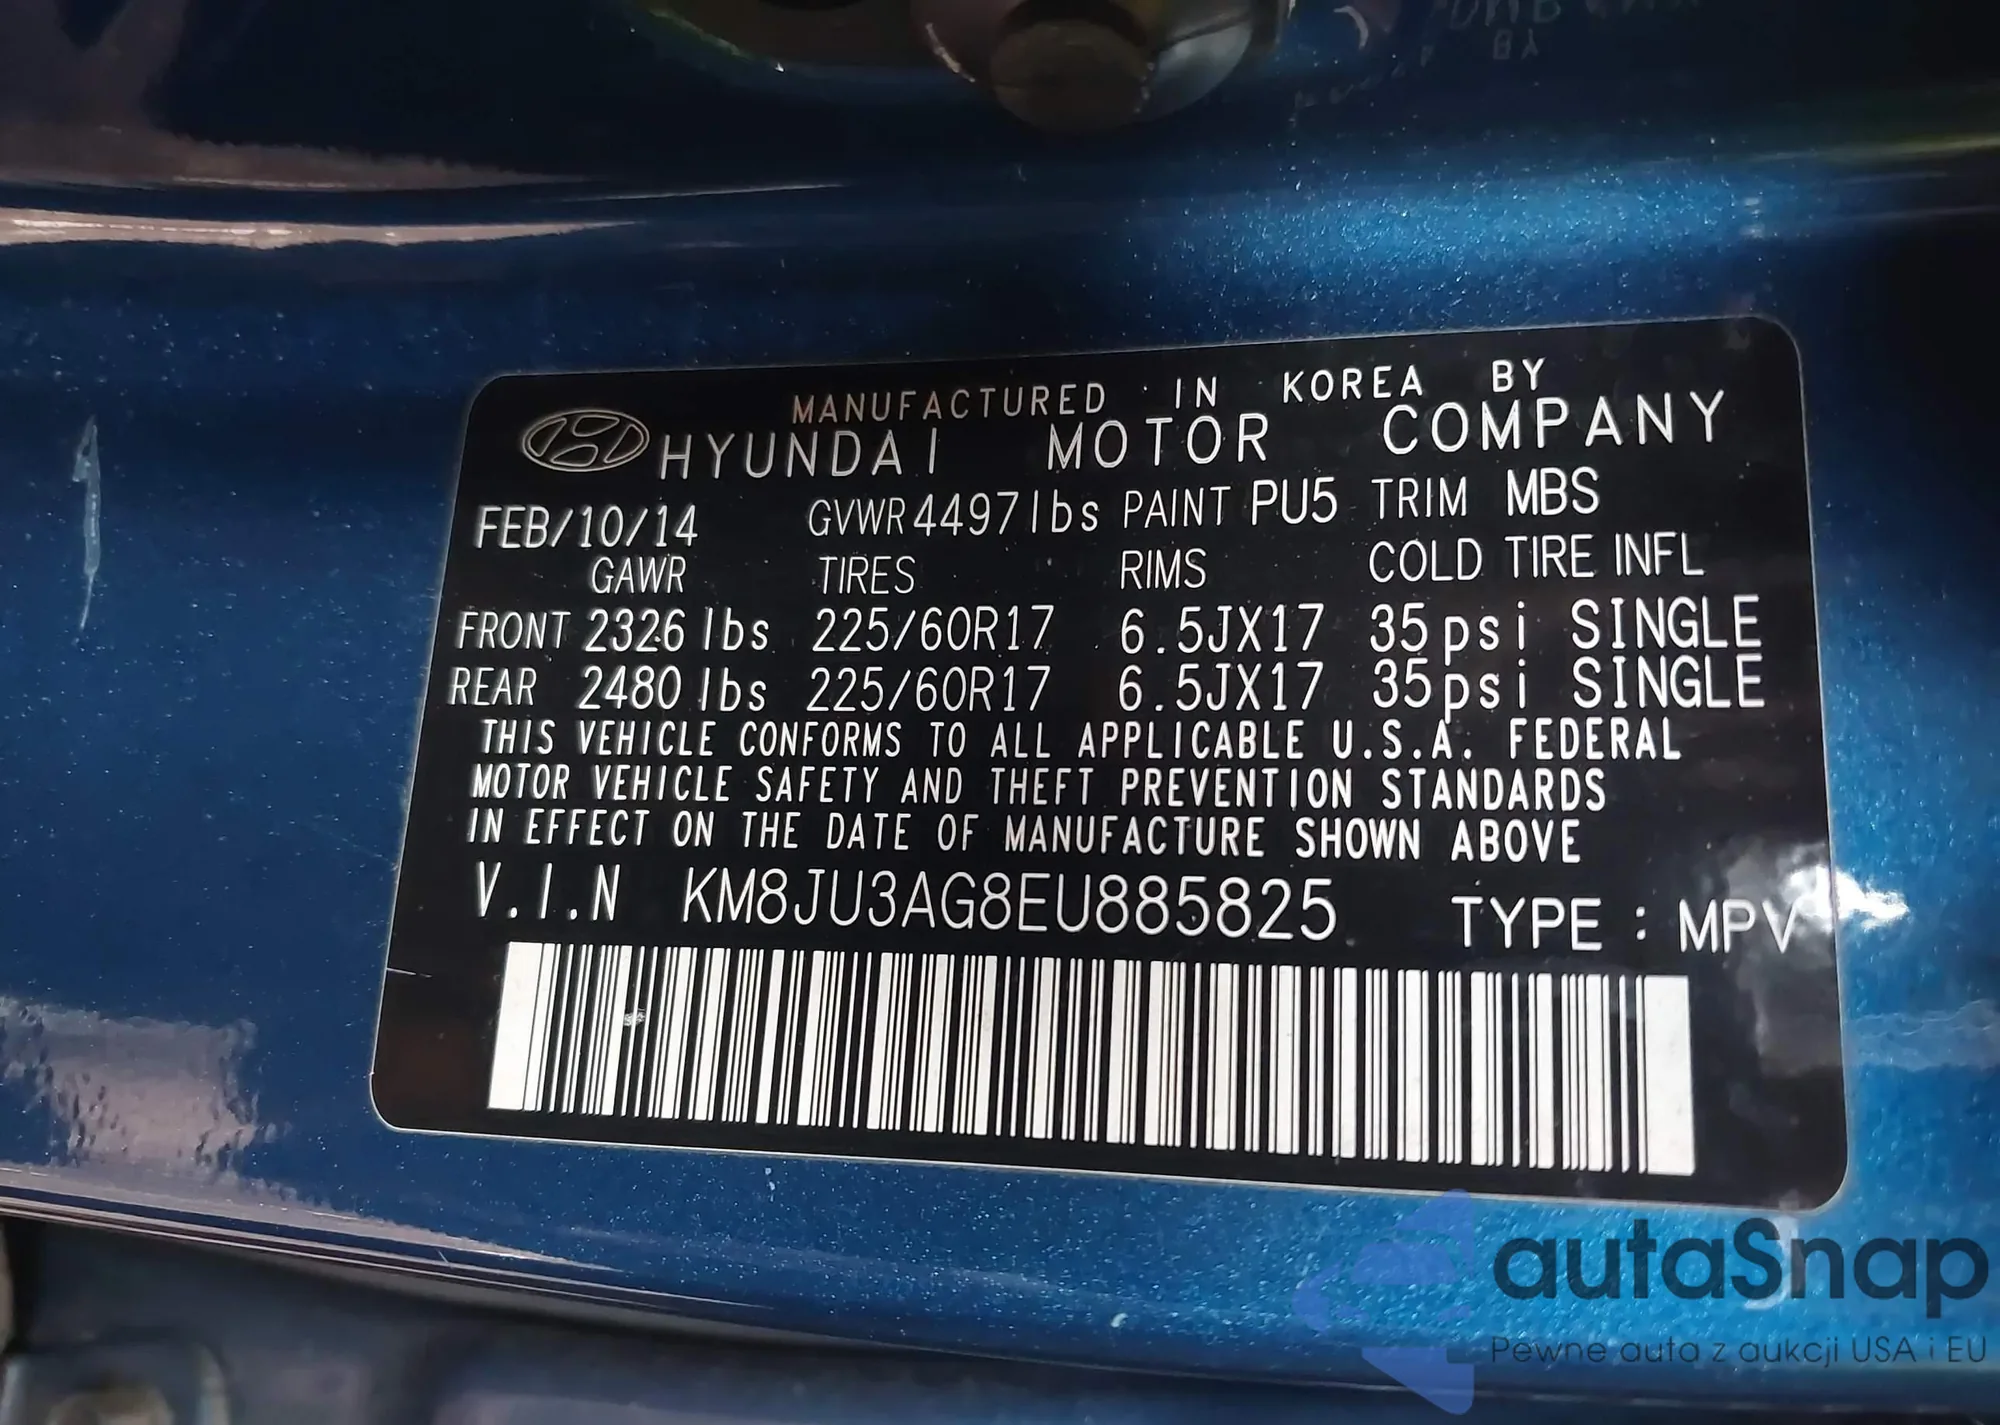 MANUFACTURED IN KOREA BY
HYUNDAI MOTOR COMPANY
FEB/10/14 GVWR 4497lbs PAINT PU5 TRIM MBS
GAWR TIRES RIMS COLD TIRE INFL
FRONT 2326 lbs 225/60R17 6.5JX17 35psi SINGLE
REAR 2480 lbs 225/60R17 6.5JX17 35psi SINGLE
THIS VEHICLE CONFORMS TO ALL APPLICABLE U.S.A. FEDERAL
MOTOR VEHICLE SAFETY AND THEFT PREVENTION STANDARDS
IN EFFECT ON THE DATE OF MANUFACTURE SHOWN ABOVE
V.I.N KM8JU3AG8EU885825 TYPE : MPV
autaSnap
Pewne auta z aukcji USA i EU